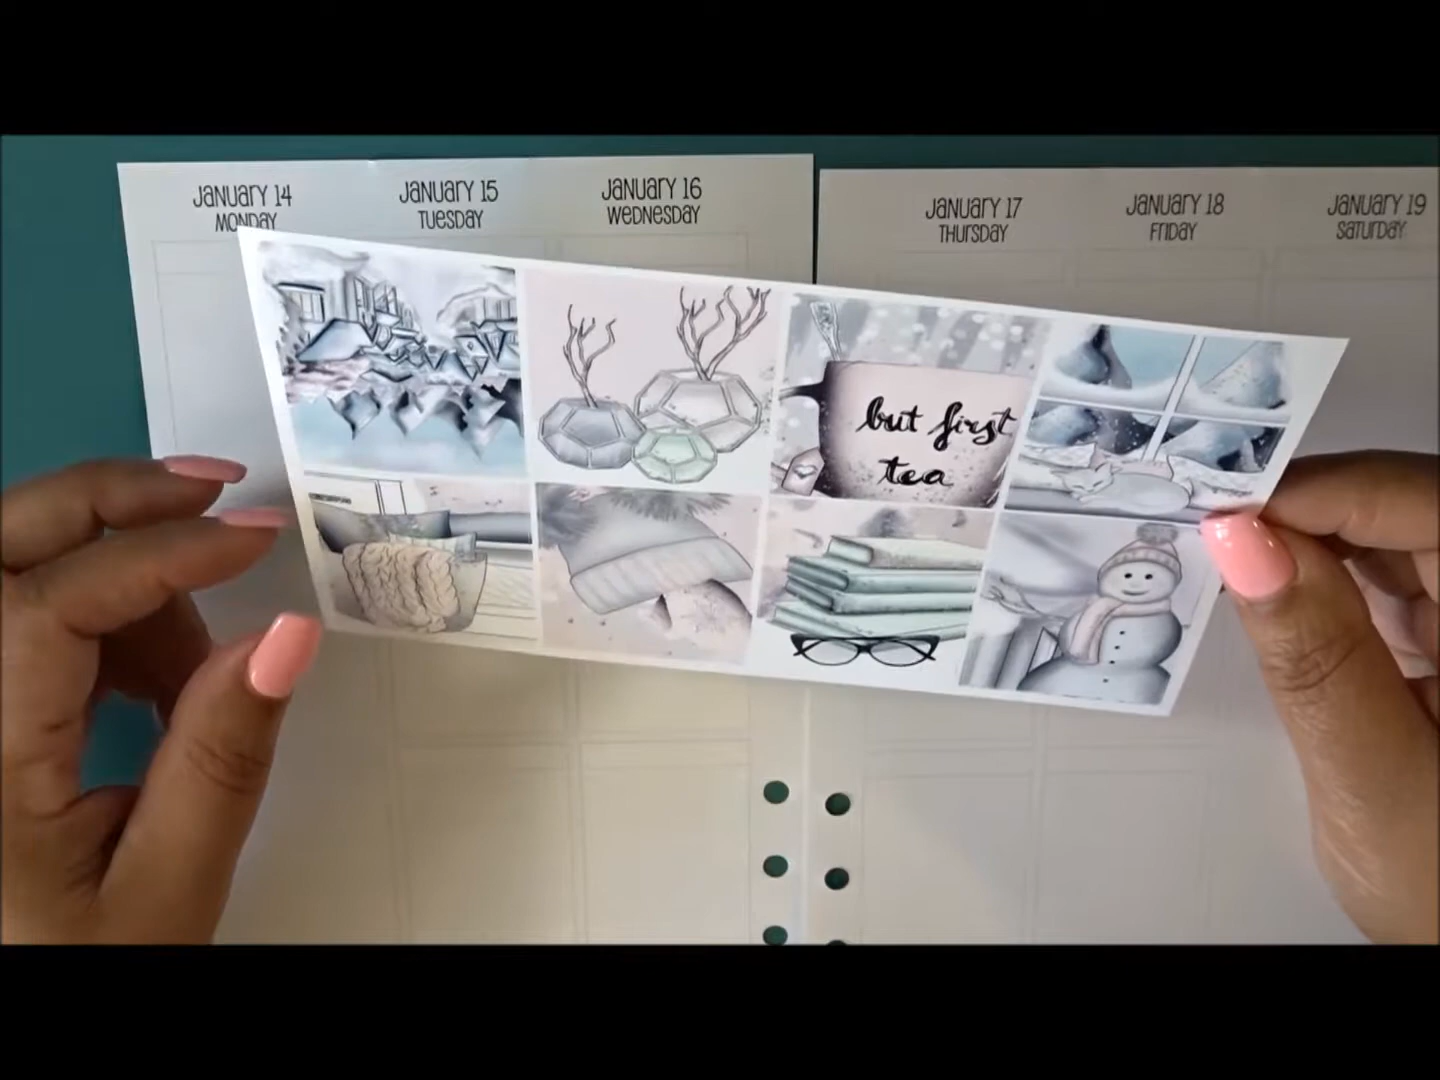 January 14
Monday
January 15
Tuesday
January 16
Wednesday
January 17
Thursday
January 18
Friday
January 19
Saturday
but first
tea